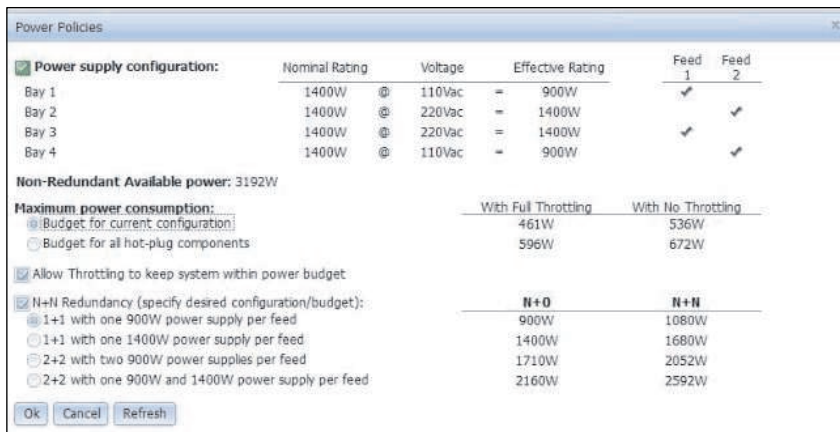 Power Policies x
Power supply configuration: Nominal Rating Voltage Effective Rating Feed 1 Feed 2
Bay 1 1400W @ 110Vac = 900W ✔
Bay 2 1400W @ 220Vac = 1400W ✔
Bay 3 1400W @ 220Vac = 1400W ✔
Bay 4 1400W @ 110Vac = 900W ✔
Non-Redundant Available power: 3192W
Maximum power consumption: With Full Throttling With No Throttling
Budget for current configuration 461W 536W
Budget for all hot-plug components 596W 672W
Allow Throttling to keep system within power budget
N+N Redundancy (specify desired configuration/budget): N+0 N+N
1+1 with one 900W power supply per feed 900W 1080W
1+1 with one 1400W power supply per feed 1400W 1680W
2+2 with two 900W power supplies per feed 1710W 2052W
2+2 with one 900W and 1400W power supply per feed 2160W 2592W
Ok Cancel Refresh